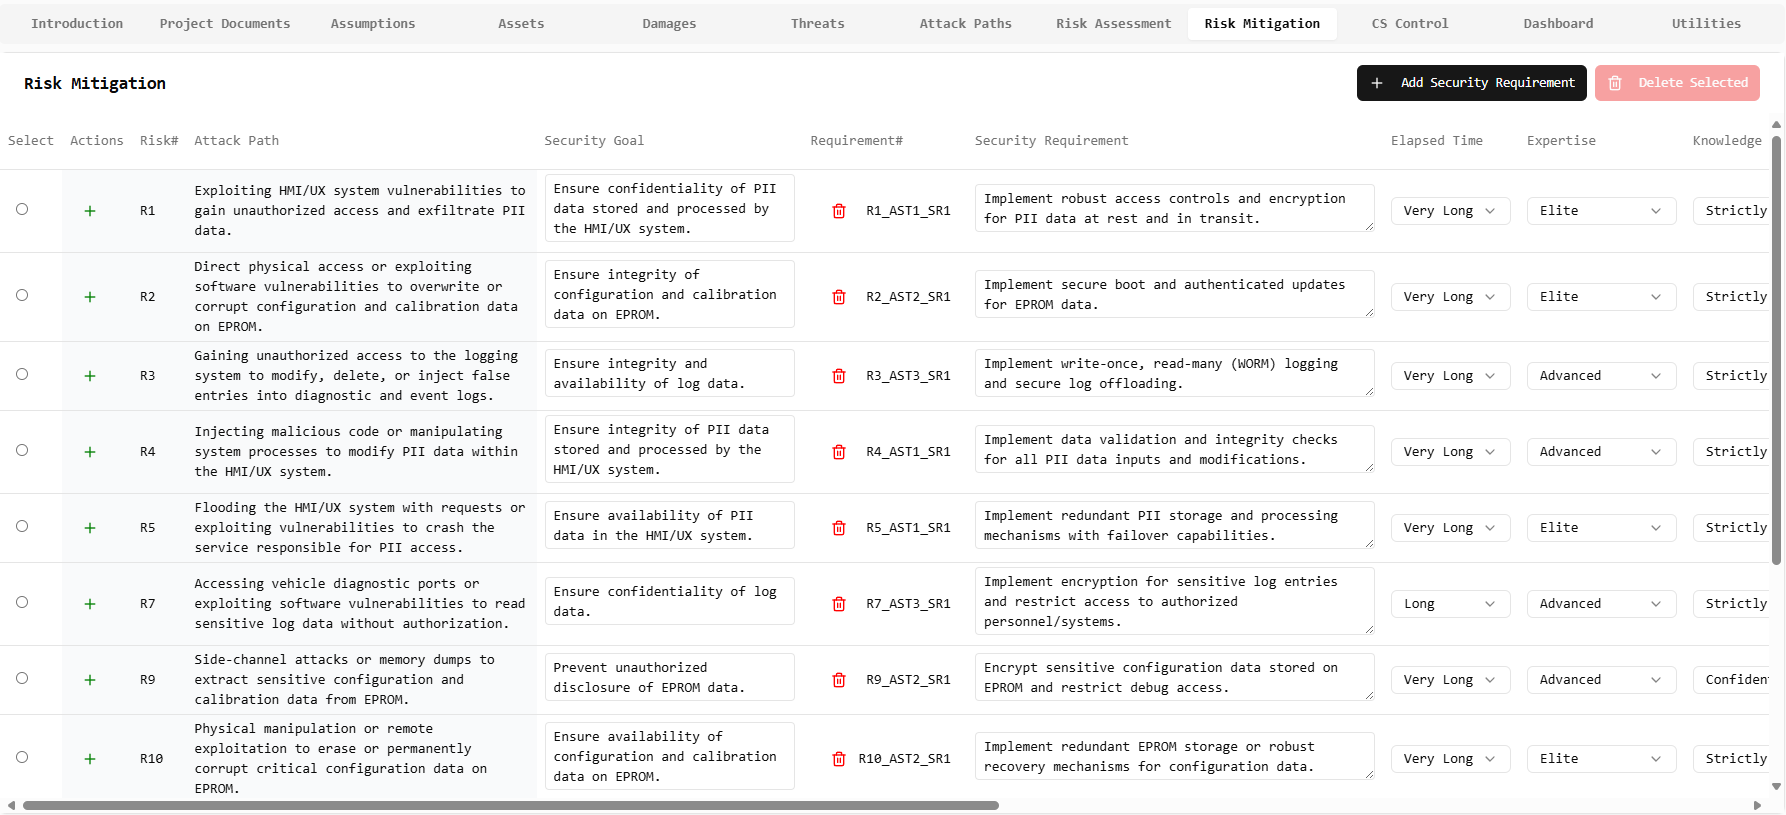 Introduction Project Documents Assumptions Assets Damages Threats Attack Paths Risk Assessment Risk Mitigation CS Control Dashboard Utilities
Risk Mitigation
Add Security Requirement
Delete Selected
Select Actions Risk# Attack Path Security Goal Requirement# Security Requirement Elapsed Time Expertise Knowledge
R1
Exploiting HMI/UX system vulnerabilities to
gain unauthorized access and exfiltrate PII
data.
Ensure confidentiality of PII
data stored and processed by
the HMI/UX system.
R1_AST1_SR1
Implement robust access controls and encryption
for PII data at rest and in transit.
Very Long
Elite
Strictly
R2
Direct physical access or exploiting
software vulnerabilities to overwrite or
corrupt configuration and calibration data
on EPROM.
Ensure integrity of
configuration and calibration
data on EPROM.
R2_AST2_SR1
Implement secure boot and authenticated updates
for EPROM data.
Very Long
Elite
Strictly
R3
Gaining unauthorized access to the logging
system to modify, delete, or inject false
entries into diagnostic and event logs.
Ensure integrity and
availability of log data.
R3_AST3_SR1
Implement write-once, read-many (WORM) logging
and secure log offloading.
Very Long
Advanced
Strictly
R4
Injecting malicious code or manipulating
system processes to modify PII data within
the HMI/UX system.
Ensure integrity of PII data
stored and processed by the
HMI/UX system.
R4_AST1_SR1
Implement data validation and integrity checks
for all PII data inputs and modifications.
Very Long
Advanced
Strictly
R5
Flooding the HMI/UX system with requests or
exploiting vulnerabilities to crash the
service responsible for PII access.
Ensure availability of PII
data in the HMI/UX system.
R5_AST1_SR1
Implement redundant PII storage and processing
mechanisms with failover capabilities.
Very Long
Elite
Strictly
R7
Accessing vehicle diagnostic ports or
exploiting software vulnerabilities to read
sensitive log data without authorization.
Ensure confidentiality of log
data.
R7_AST3_SR1
Implement encryption for sensitive log entries
and restrict access to authorized
personnel/systems.
Long
Advanced
Strictly
R9
Side-channel attacks or memory dumps to
extract sensitive configuration and
calibration data from EPROM.
Prevent unauthorized
disclosure of EPROM data.
R9_AST2_SR1
Encrypt sensitive configuration data stored on
EPROM and restrict debug access.
Very Long
Advanced
Confiden
R10
Physical manipulation or remote
exploitation to erase or permanently
corrupt critical configuration data on
EPROM.
Ensure availability of
configuration and calibration
data on EPROM.
R10_AST2_SR1
Implement redundant EPROM storage or robust
recovery mechanisms for configuration data.
Very Long
Elite
Strictly